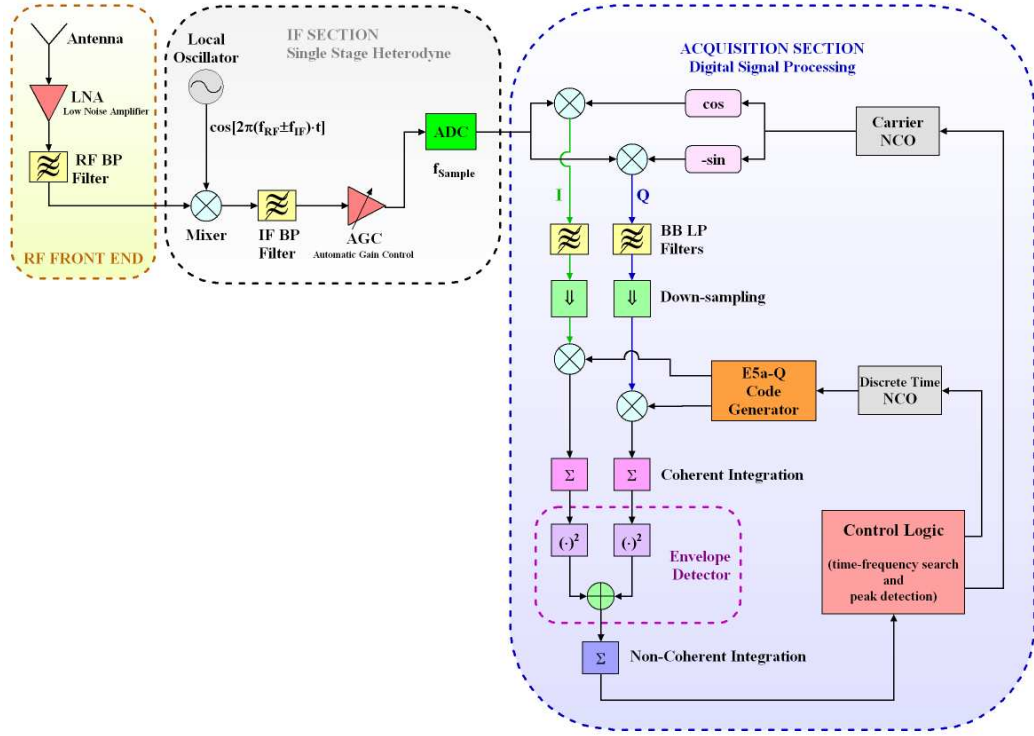 Antenna
LNA
Low Noise Amplifier
RF BP
Filter
RF FRONT END
Local
Oscillator
IF SECTION
Single Stage Heterodyne
cos[2π(fRF±fIF)·t]
Mixer
IF BP
Filter
AGC
Automatic Gain Control
ADC
fSample
ACQUISITION SECTION
Digital Signal Processing
cos
-sin
Carrier
NCO
I
Q
BB LP
Filters
⇓
⇓
Down-sampling
E5a-Q
Code
Generator
Discrete Time
NCO
Σ
Σ
Coherent Integration
(·)²
(·)²
Envelope
Detector
Control Logic
(time-frequency search
and
peak detection)
Σ
Non-Coherent Integration